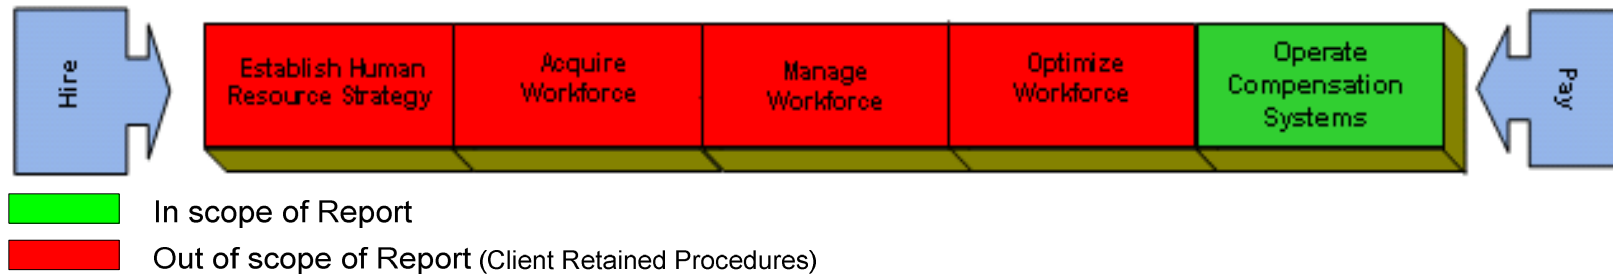 Hire
Establish Human
Resource Strategy
Acquire
Workforce
Manage
Workforce
Optimize
Workforce
Operate
Compensation
Systems
Pay
In scope of Report
Out of scope of Report (Client Retained Procedures)